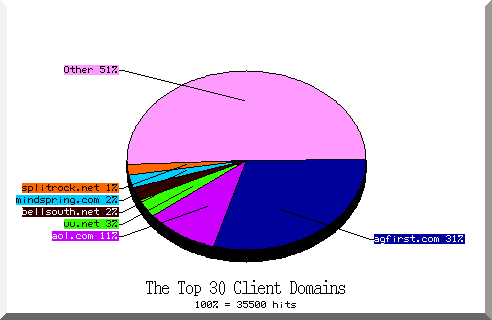 Other 51%
splitrock.net 1%
mindspring.com 2%
bellsouth.net 2%
uu.net 3%
aol.com 11%
agfirst.com 31%
The Top 30 Client Domains
100% = 35500 hits